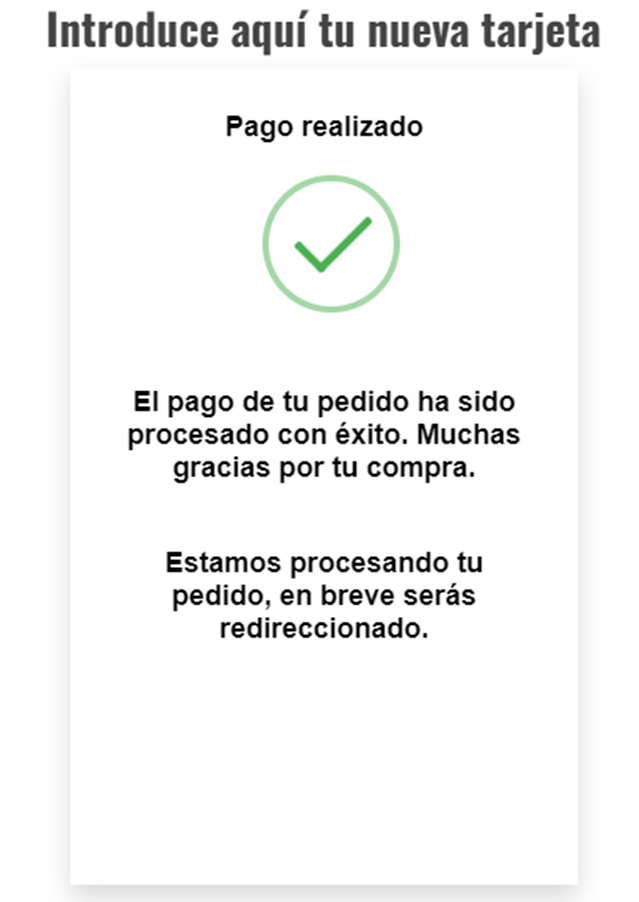 Introduce aquí tu nueva tarjeta
Pago realizado
El pago de tu pedido ha sido
procesado con éxito. Muchas
gracias por tu compra.
Estamos procesando tu
pedido, en breve serás
redireccionado.